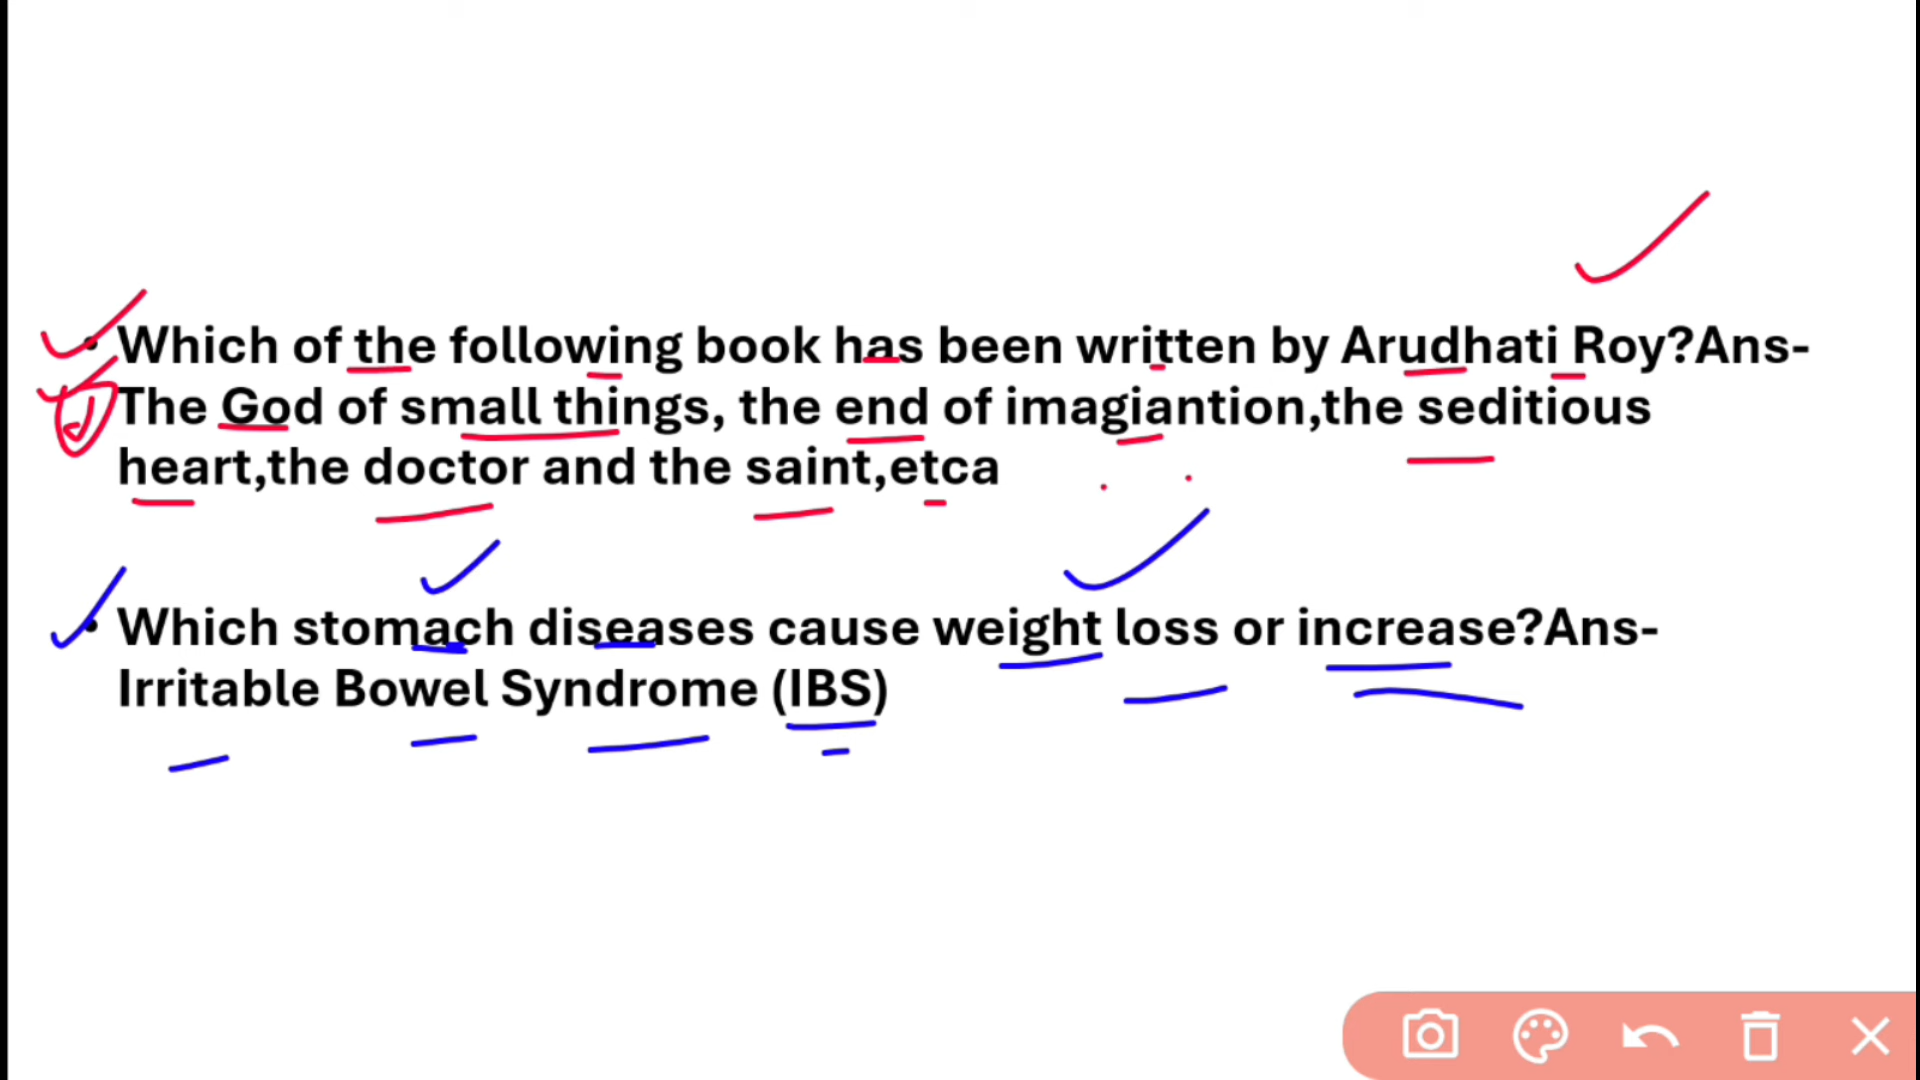 • Which of the following book has been written by Arudhati Roy?Ans-
The God of small things, the end of imagiantion,the seditious
heart,the doctor and the saint,etca
• Which stomach diseases cause weight loss or increase?Ans-
Irritable Bowel Syndrome (IBS)